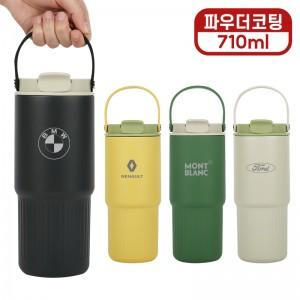 파우더코팅
710ml
BMW
RENAULT
MONT
BLANC
Ford